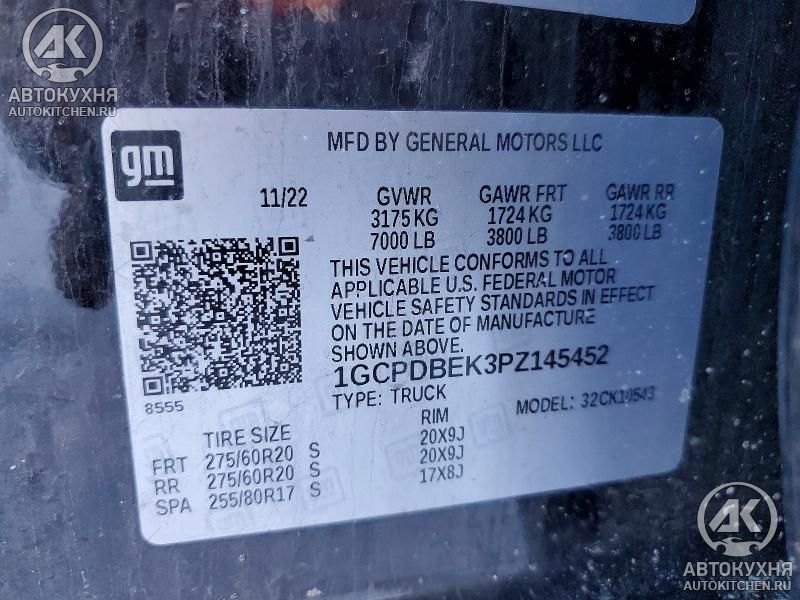 АК
АВТОКУХНЯ
AUTOKITCHEN.RU
gm
MFD BY GENERAL MOTORS LLC
11/22 GVWR GAWR FRT GAWR RR
3175 KG 1724 KG 1724 KG
7000 LB 3800 LB 3800 LB
THIS VEHICLE CONFORMS TO ALL
APPLICABLE U.S. FEDERAL MOTOR
VEHICLE SAFETY STANDARDS IN EFFECT
ON THE DATE OF MANUFACTURE
SHOWN ABOVE.
1GCPDBEK3PZ145452
8555
TYPE: TRUCK MODEL: 32CK10543
TIRE SIZE RIM
FRT 275/60R20 S 20X9J
RR 275/60R20 S 20X9J
SPA 255/80R17 S 17X8J
АК
АВТОКУХНЯ
AUTOKITCHEN.RU